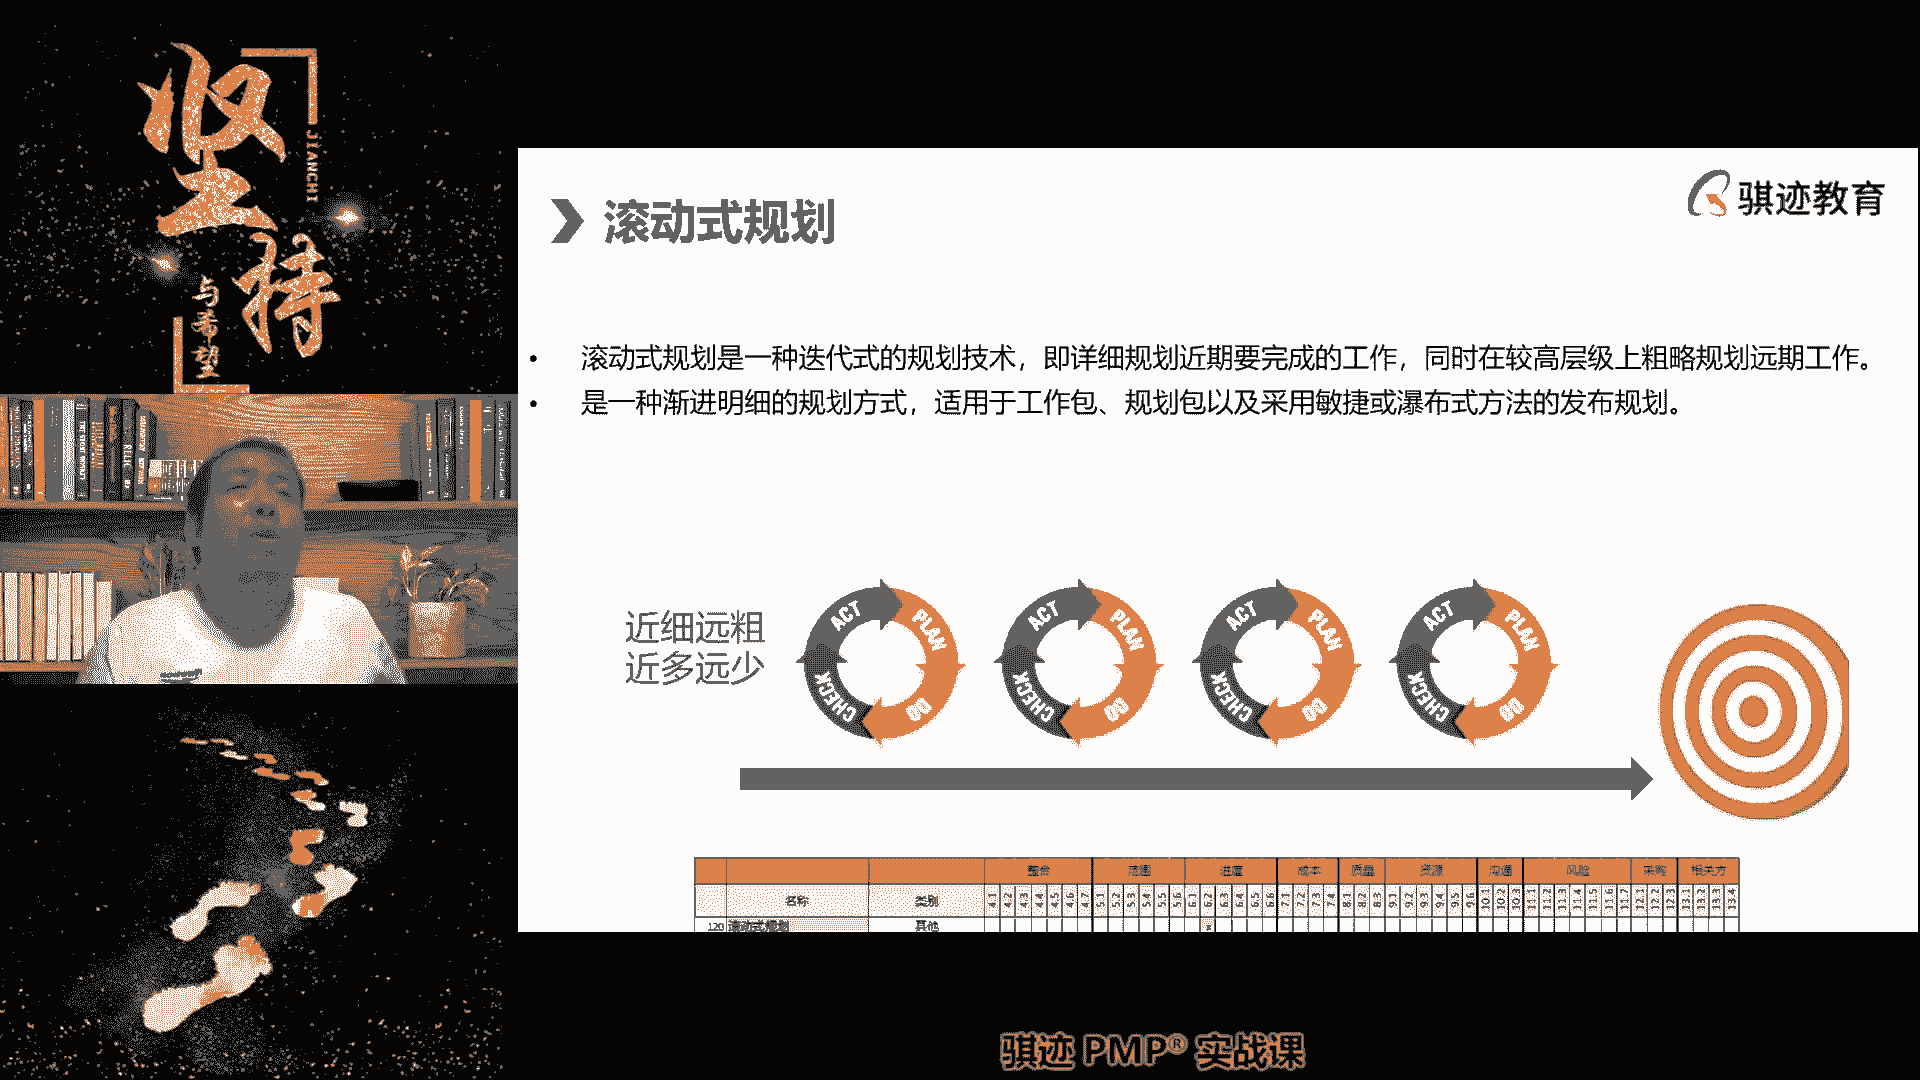 坚持
JIANCHI
与希望
滚动式规划
骐迹教育
• 滚动式规划是一种迭代式的规划技术，即详细规划近期要完成的工作，同时在较高层级上粗略规划远期工作。
• 是一种渐进明细的规划方式，适用于工作包、规划包以及采用敏捷或瀑布式方法的发布规划。
近细远粗
近多远少
ACT PLAN DO CHECK
ACT PLAN DO CHECK
ACT PLAN DO CHECK
ACT PLAN DO CHECK
整合 范围 进度 成本 质量 资源 沟通 风险 采购 相关方
名称 类别 4.1 4.2 4.3 4.4 4.5 4.6 4.7 5.1 5.2 5.3 5.4 5.5 5.6 6.1 6.2 6.3 6.4 6.5 6.6 7.1 7.2 7.3 7.4 8.1 8.2 8.3 9.1 9.2 9.3 9.4 9.5 9.6 10.1 10.2 10.3 11.1 11.2 11.3 11.4 11.5 11.6 11.7 12.1 12.2 12.3 13.1 13.2 13.3 13.4
120 滚动式规划 其他 x
骐迹 PMP® 实战课